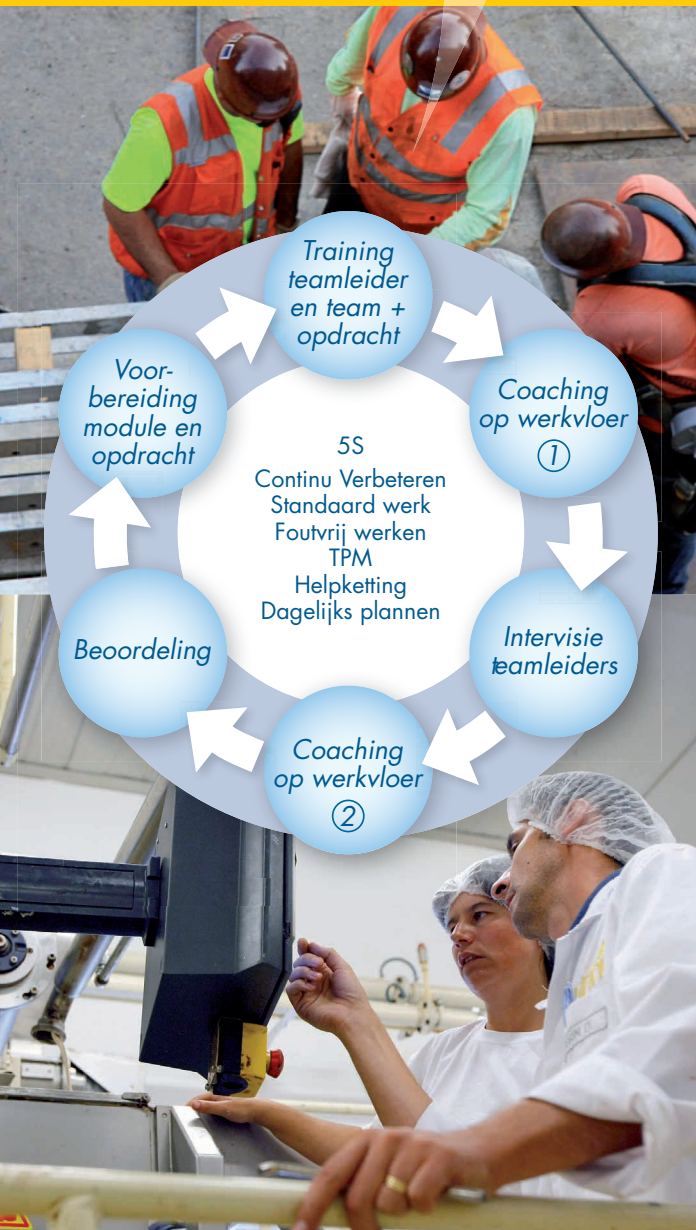 Training
teamleider
en team +
opdracht
Coaching
op werkvloer
1
Intervisie
teamleiders
Coaching
op werkvloer
2
Beoordeling
Voor-
bereiding
module en
opdracht
5S
Continu Verbeteren
Standaard werk
Foutvrij werken
TPM
Helpketting
Dagelijks plannen